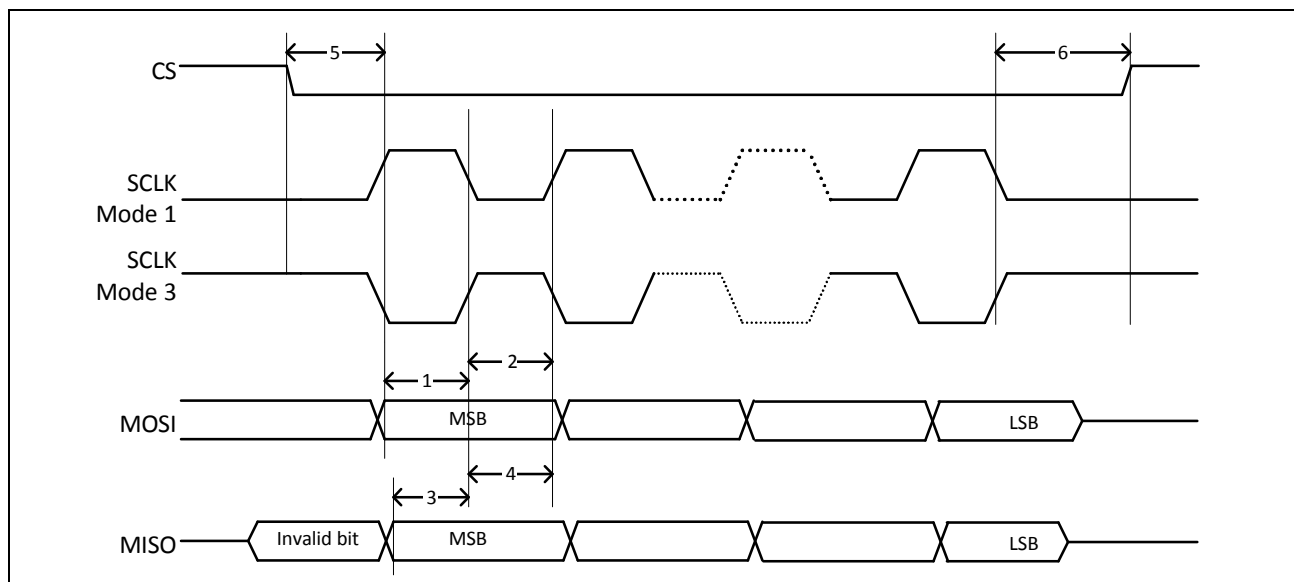 5
6
CS
SCLK
Mode 1
SCLK
Mode 3
2
1
MOSI
MSB
LSB
4
3
MISO
Invalid bit
MSB
LSB